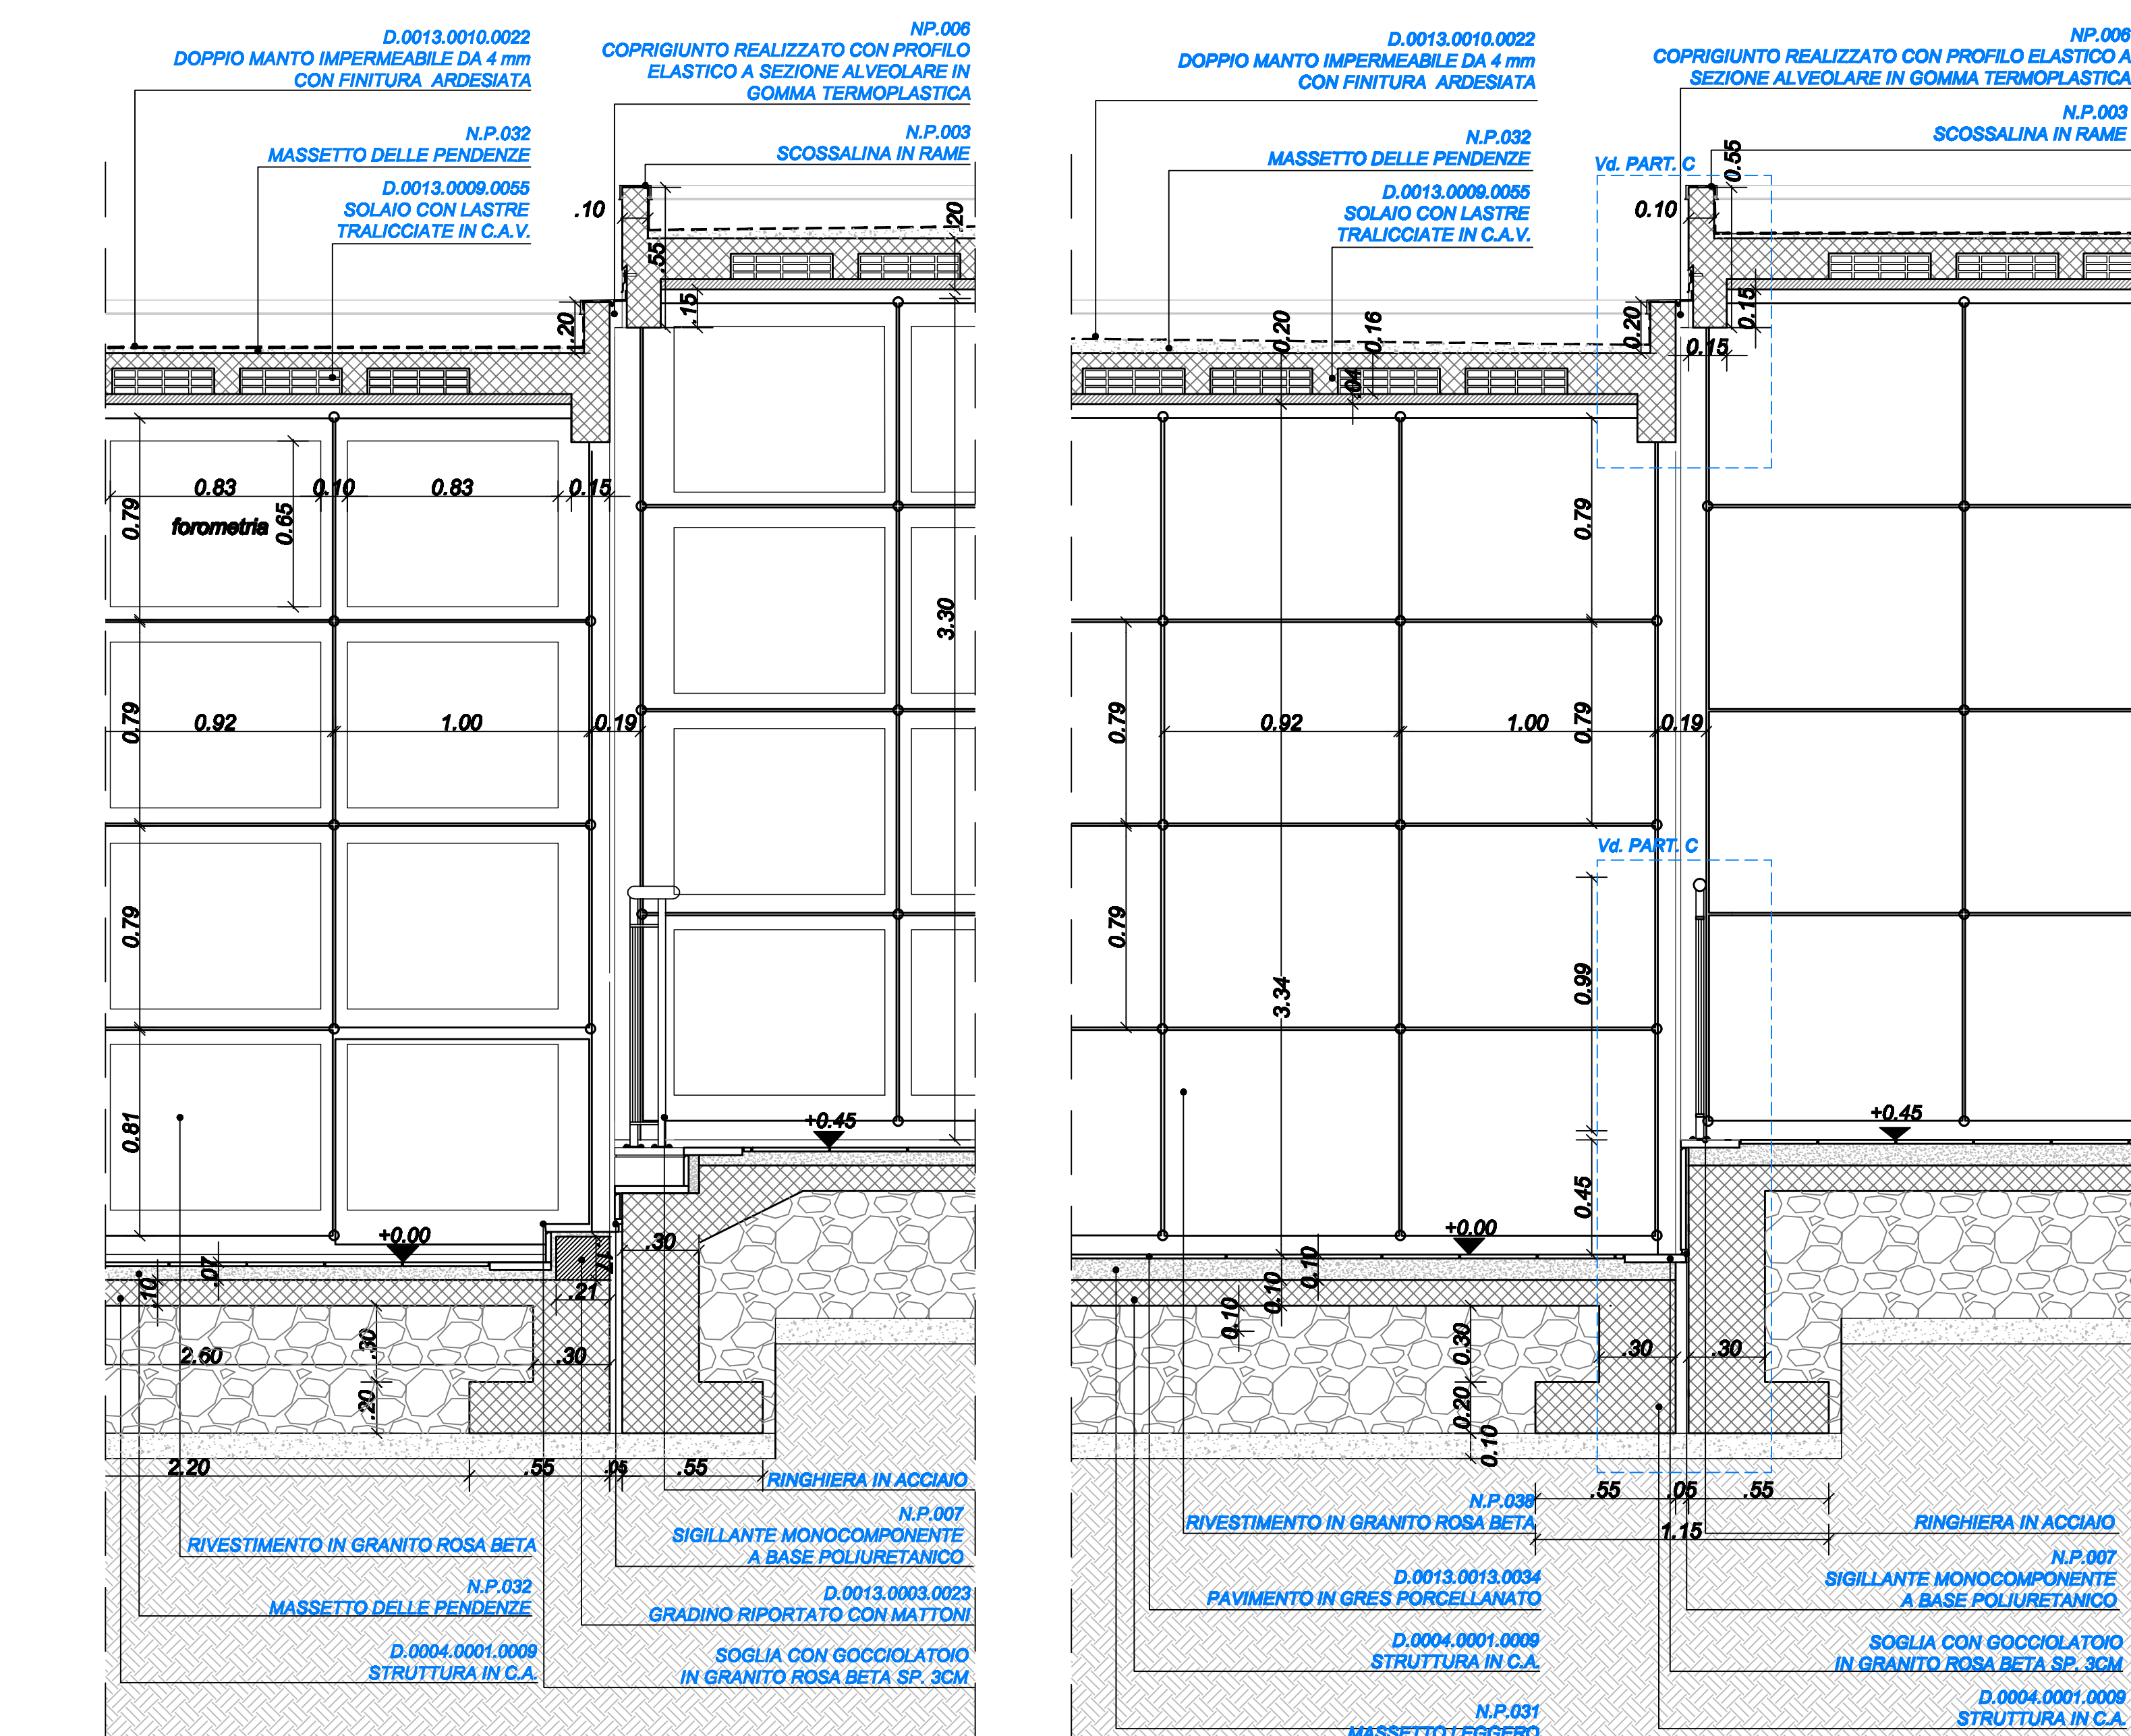 D.0013.0010.0022
DOPPIO MANTO IMPERMEABILE DA 4 mm
CON FINITURA ARDESIATA
NP.006
COPRIGIUNTO REALIZZATO CON PROFILO
ELASTICO A SEZIONE ALVEOLARE IN
GOMMA TERMOPLASTICA
N.P.032
MASSETTO DELLE PENDENZE
N.P.003
SCOSSALINA IN RAME
D.0013.0009.0055
SOLAIO CON LASTRE
TRALICCIATE IN C.A.V.
.10
.20
.55
.15
.20
0.83
0.10
0.83
0.15
0.79
forometria
0.65
3.30
0.79
0.92
1.00
0.19
0.79
0.81
+0.45
+0.00
.30
.17
.07
.10
.21
.30
2.60
.30
.20
2.20
.55
.05
.55
RINGHIERA IN ACCIAIO
N.P.007
SIGILLANTE MONOCOMPONENTE
A BASE POLIURETANICO
RIVESTIMENTO IN GRANITO ROSA BETA
N.P.032
MASSETTO DELLE PENDENZE
D.0013.0003.0023
GRADINO RIPORTATO CON MATTONI
D.0004.0001.0009
STRUTTURA IN C.A.
SOGLIA CON GOCCIOLATOIO
IN GRANITO ROSA BETA SP. 3CM
D.0013.0010.0022
DOPPIO MANTO IMPERMEABILE DA 4 mm
CON FINITURA ARDESIATA
NP.006
COPRIGIUNTO REALIZZATO CON PROFILO ELASTICO A
SEZIONE ALVEOLARE IN GOMMA TERMOPLASTICA
N.P.032
MASSETTO DELLE PENDENZE
N.P.003
SCOSSALINA IN RAME
Vd. PART. C
0.55
D.0013.0009.0055
SOLAIO CON LASTRE
TRALICCIATE IN C.A.V.
0.10
0.20
0.16
0.20
0.15
0.15
.04
0.79
0.79
0.92
1.00
0.79
0.19
Vd. PART. C
0.79
3.34
0.99
+0.45
0.45
+0.00
0.10
0.10
0.10
0.30
.30
.30
0.20
0.10
.55
.05
.55
1.15
N.P.038
RIVESTIMENTO IN GRANITO ROSA BETA
RINGHIERA IN ACCIAIO
D.0013.0013.0034
PAVIMENTO IN GRES PORCELLANATO
N.P.007
SIGILLANTE MONOCOMPONENTE
A BASE POLIURETANICO
D.0004.0001.0009
STRUTTURA IN C.A.
SOGLIA CON GOCCIOLATOIO
IN GRANITO ROSA BETA SP. 3CM
N.P.031
MASSETTO LEGGERO
D.0004.0001.0009
STRUTTURA IN C.A.